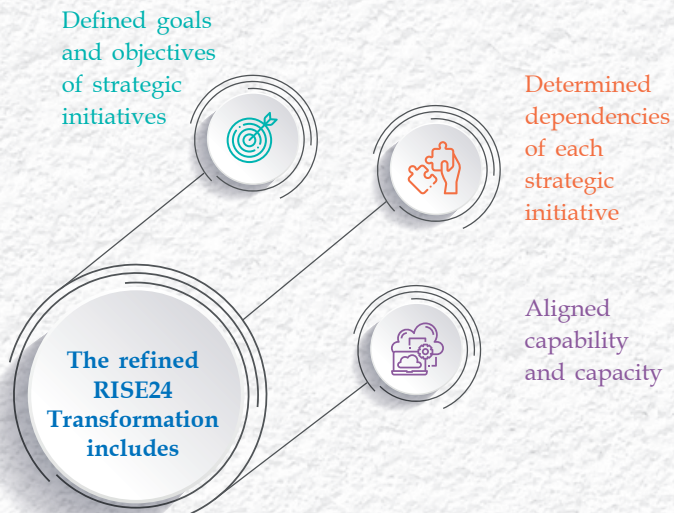 Defined goals
and objectives
of strategic
initiatives
Determined
dependencies
of each
strategic
initiative
Aligned
capability
and capacity
The refined
RISE24
Transformation
includes